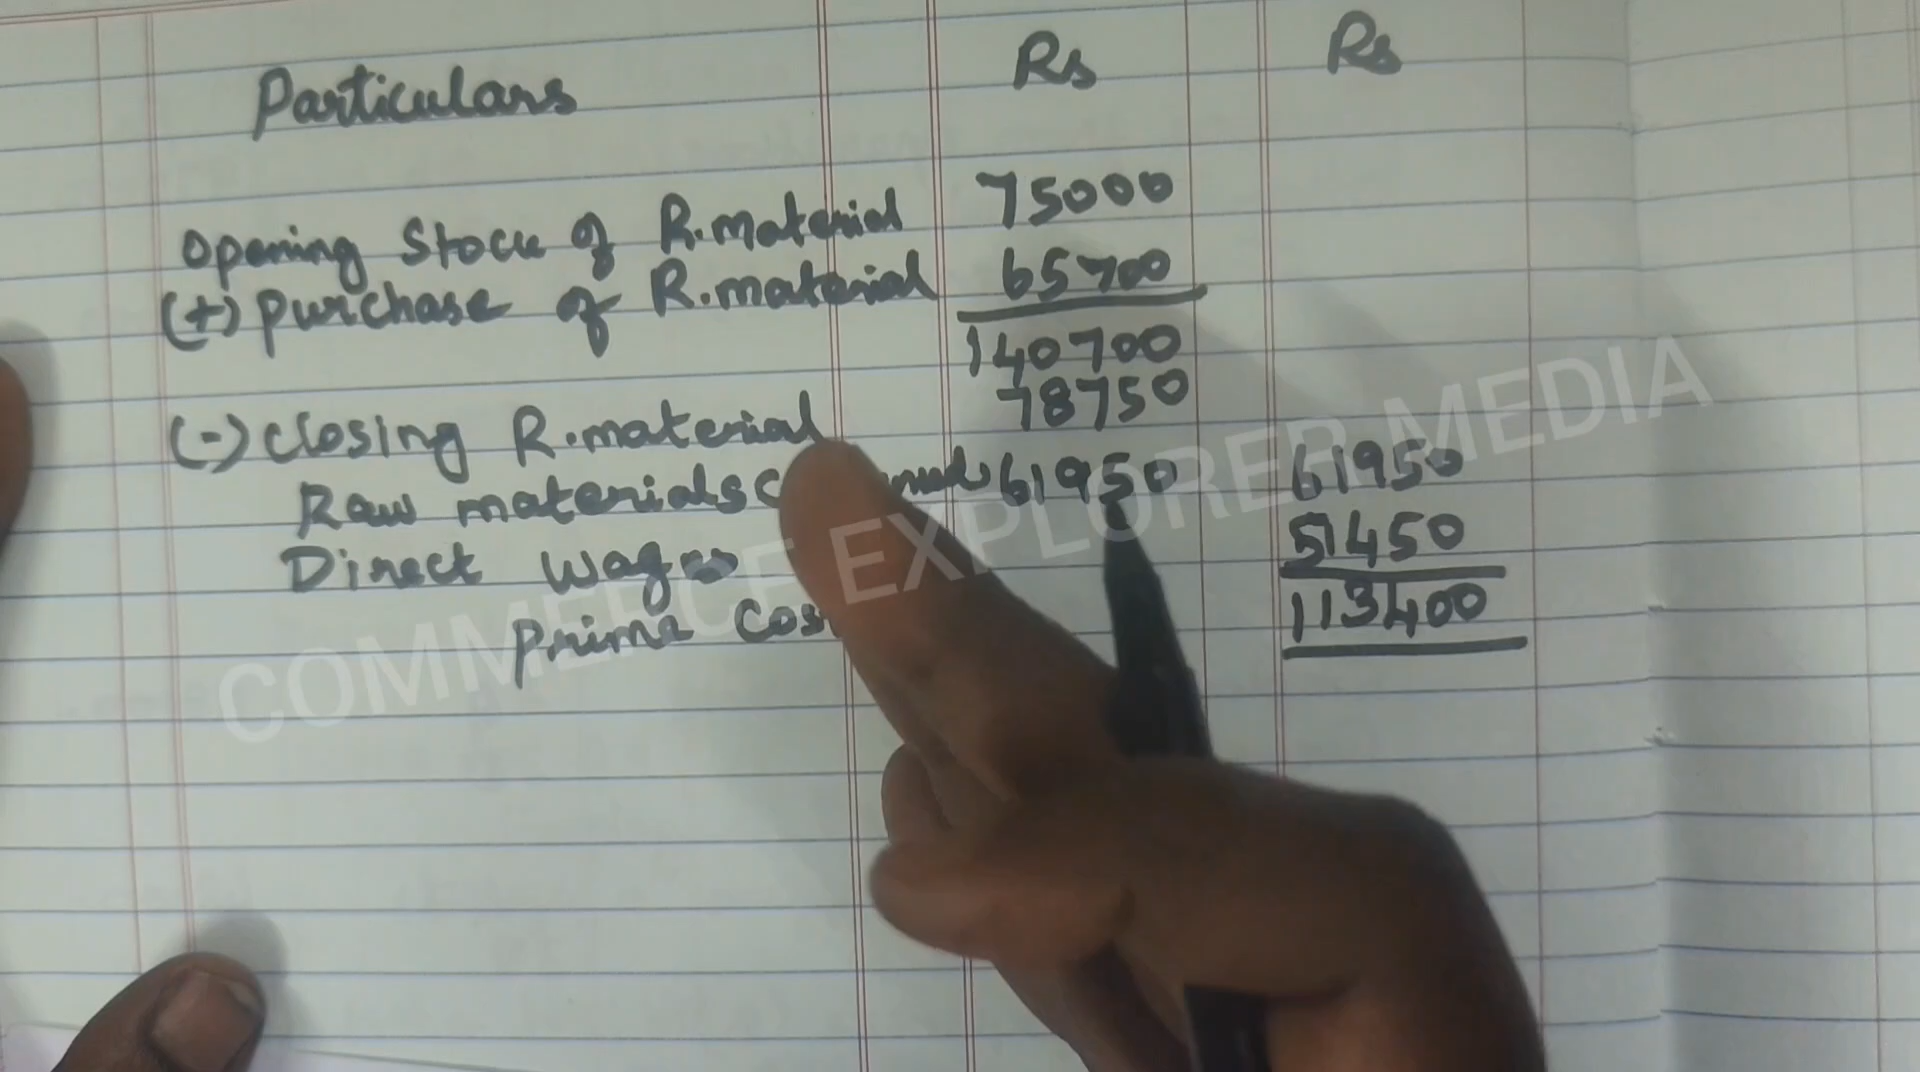 Particulars Rs Rs
Opening Stock of R.material 75000
(+) purchase of R.material 65700
140700
(-) closing R.material 78750
Raw materials 61950 61950
Direct wages 51450
prime 113400
COMMERCE EXPLORER MEDIA